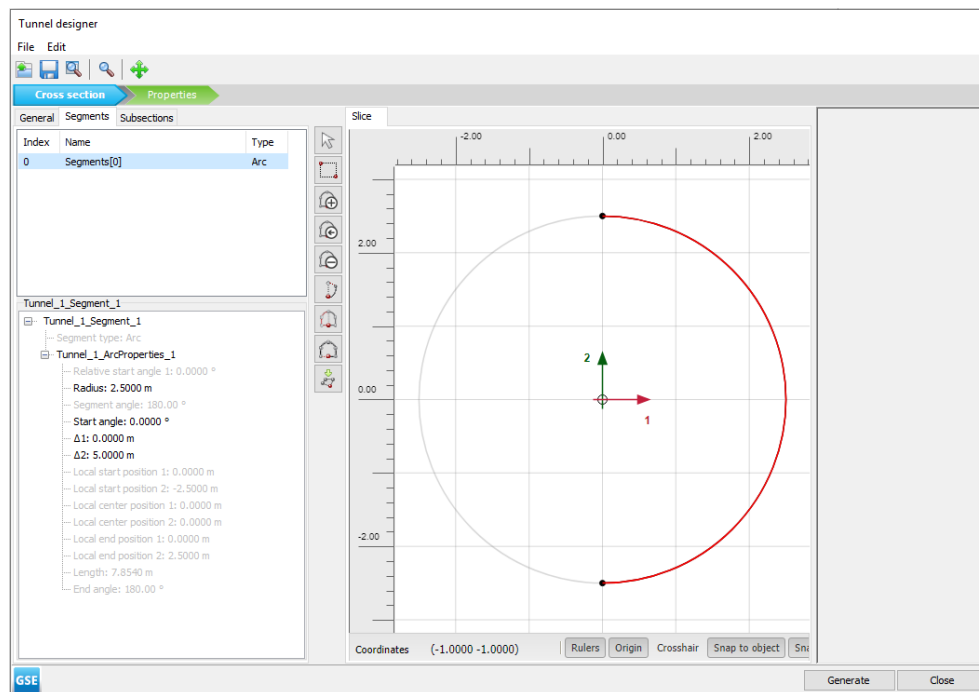 Tunnel designer
File Edit
Cross section Properties
General Segments Subsections
Index Name Type
0 Segments[0] Arc
Tunnel_1_Segment_1
Tunnel_1_Segment_1
Segment type: Arc
Tunnel_1_ArcProperties_1
Relative start angle 1: 0.0000 °
Radius: 2.5000 m
Segment angle: 180.00 °
Start angle: 0.0000 °
Δ1: 0.0000 m
Δ2: 5.0000 m
Local start position 1: 0.0000 m
Local start position 2: -2.5000 m
Local center position 1: 0.0000 m
Local center position 2: 0.0000 m
Local end position 1: 0.0000 m
Local end position 2: 2.5000 m
Length: 7.8540 m
End angle: 180.00 °
Slice
-2.00 0.00 2.00
2.00
0.00
-2.00
2
1
Coordinates (-1.0000 -1.0000) Rulers Origin Crosshair Snap to object Sna
GSE Generate Close